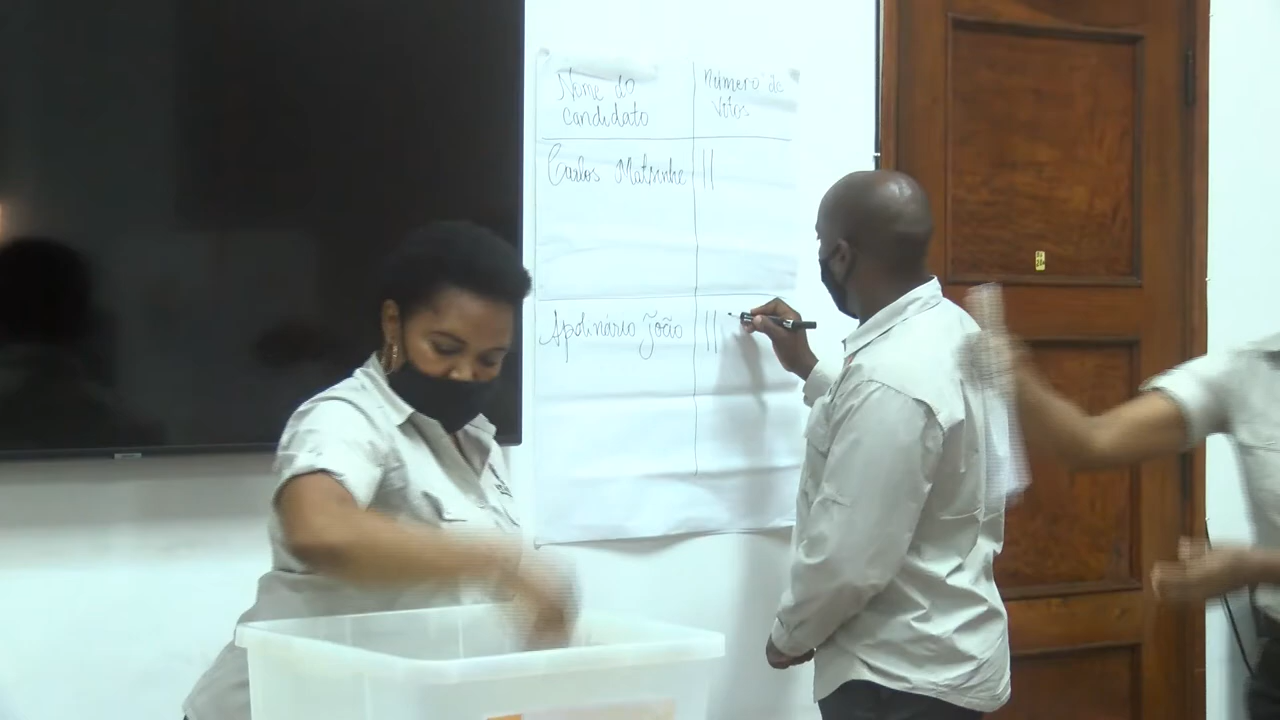 Nome do
candidato
Número de
Votos
Carlos Matsinhe
||
Apolinário João
||